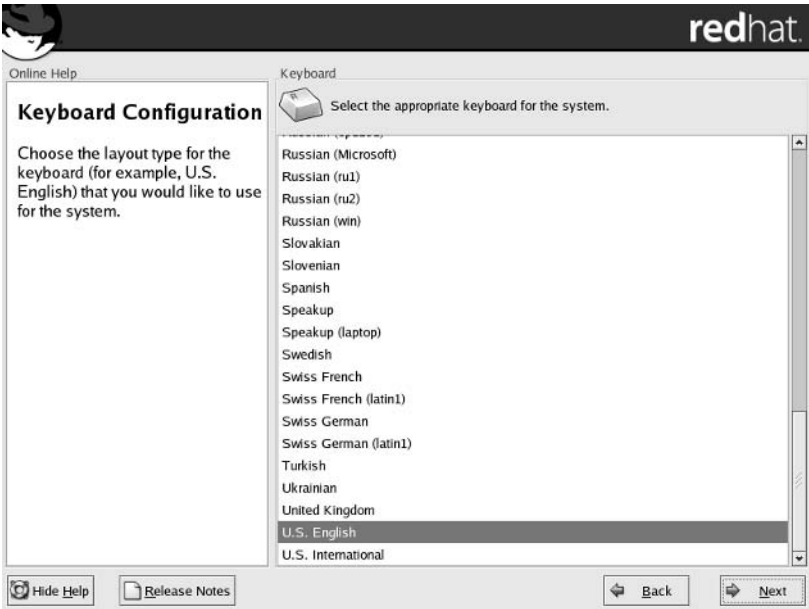 redhat.
Online Help
Keyboard Configuration
Choose the layout type for the
keyboard (for example, U.S.
English) that you would like to use
for the system.
Keyboard
Select the appropriate keyboard for the system.
Russian (Microsoft)
Russian (ru1)
Russian (ru2)
Russian (win)
Slovakian
Slovenian
Spanish
Speakup
Speakup (laptop)
Swedish
Swiss French
Swiss French (latin1)
Swiss German
Swiss German (latin1)
Turkish
Ukrainian
United Kingdom
U.S. English
U.S. International
Hide Help
Release Notes
Back
Next